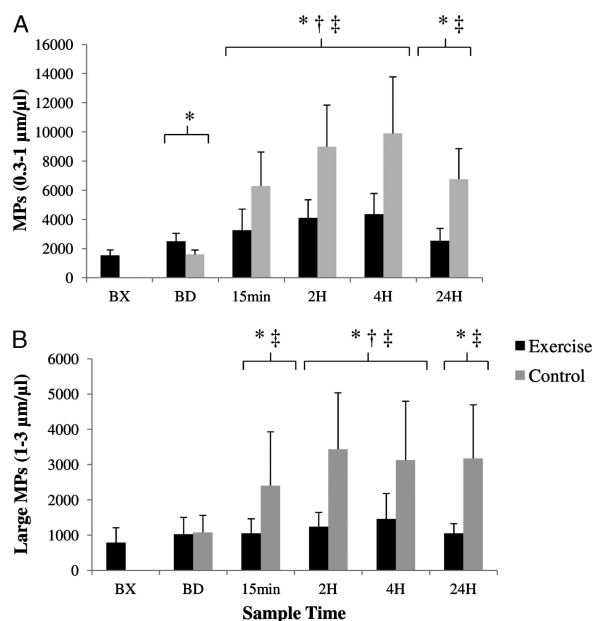 A
* † ‡
* ‡
*
16000
14000
12000
10000
8000
6000
4000
2000
0
MPs (0.3-1 µm/µl)
BX BD 15min 2H 4H 24H
B
* ‡
* † ‡
* ‡
6000
5000
4000
3000
2000
1000
0
Large MPs (1-3 µm/µl)
Exercise
Control
BX BD 15min 2H 4H 24H
Sample Time